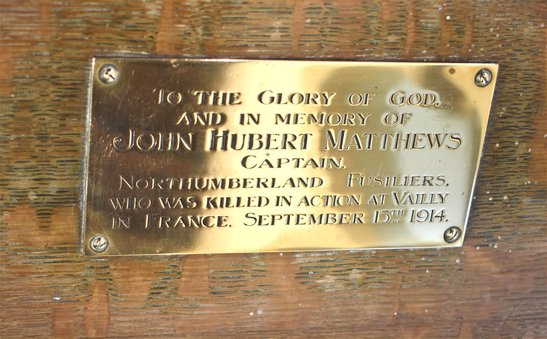 TO THE GLORY OF GOD.
AND IN MEMORY OF
JOHN HUBERT MATTHEWS
CAPTAIN.
NORTHUMBERLAND FUSILIERS,
WHO WAS KILLED IN ACTION AT VAILLY
IN FRANCE. SEPTEMBER 15TH 1914.